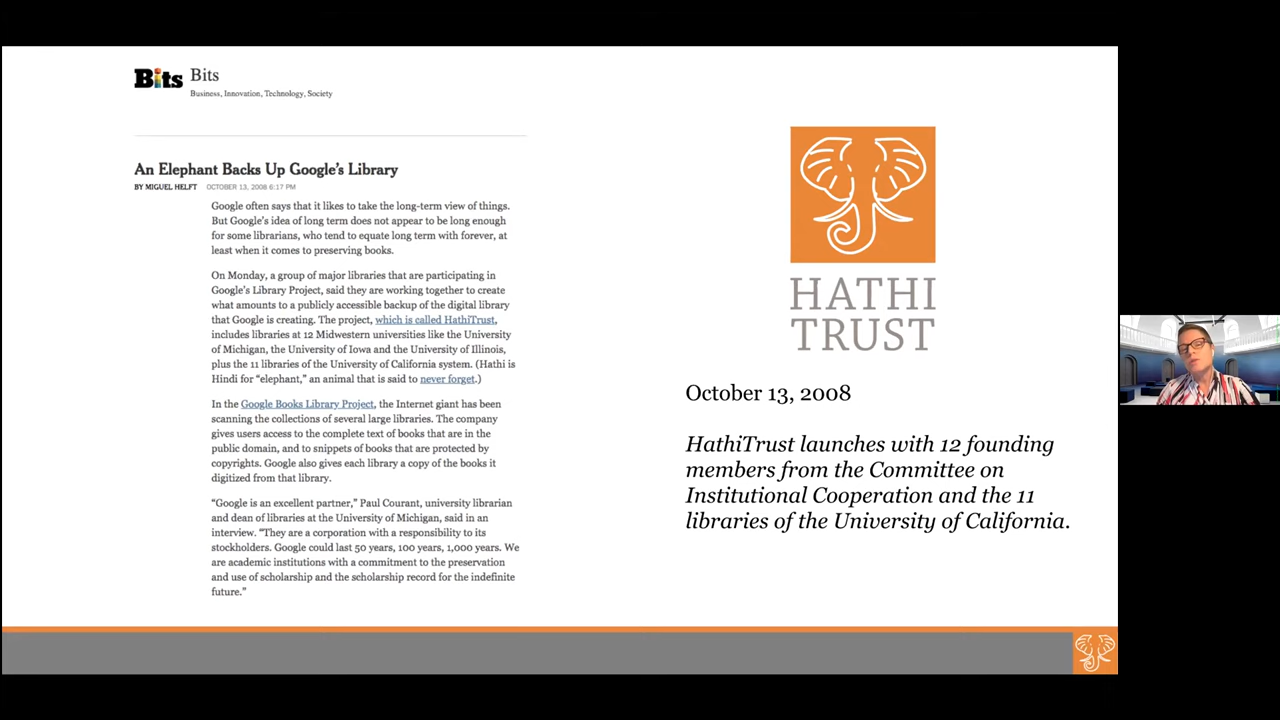 Bits
Bits
Business, Innovation, Technology, Society
An Elephant Backs Up Google's Library
BY MIGUEL HELFT OCTOBER 13, 2008 6:17 PM
Google often says that it likes to take the long-term view of things.
But Google's idea of long term does not appear to be long enough
for some librarians, who tend to equate long term with forever, at
least when it comes to preserving books.
On Monday, a group of major libraries that are participating in
Google's Library Project, said they are working together to create
what amounts to a publicly accessible backup of the digital library
that Google is creating. The project, which is called HathiTrust,
includes libraries at 12 Midwestern universities like the University
of Michigan, the University of Iowa and the University of Illinois,
plus the 11 libraries of the University of California system. (Hathi is
Hindi for "elephant," an animal that is said to never forget.)
In the Google Books Library Project, the Internet giant has been
scanning the collections of several large libraries. The company
gives users access to the complete text of books that are in the
public domain, and to snippets of books that are protected by
copyrights. Google also gives each library a copy of the books it
digitized from that library.
"Google is an excellent partner," Paul Courant, university librarian
and dean of libraries at the University of Michigan, said in an
interview. "They are a corporation with a responsibility to its
stockholders. Google could last 50 years, 100 years, 1,000 years. We
are academic institutions with a commitment to the preservation
and use of scholarship and the scholarship record for the indefinite
future."
HATHI
TRUST
October 13, 2008
HathiTrust launches with 12 founding
members from the Committee on
Institutional Cooperation and the 11
libraries of the University of California.